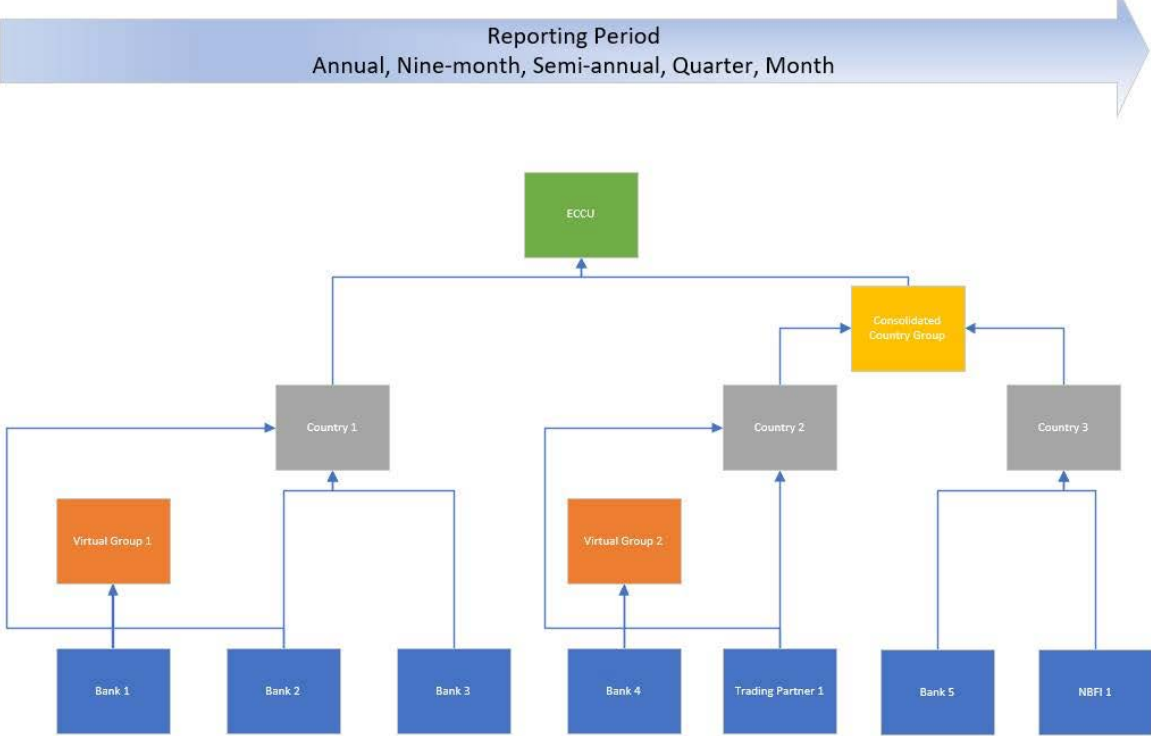 Reporting Period
Annual, Nine-month, Semi-annual, Quarter, Month
ECCU
Consolidated
Country Group
Country 1
Country 2
Country 3
Virtual Group 1
Virtual Group 2
Bank 1
Bank 2
Bank 3
Bank 4
Trading Partner 1
Bank 5
NBFI 1